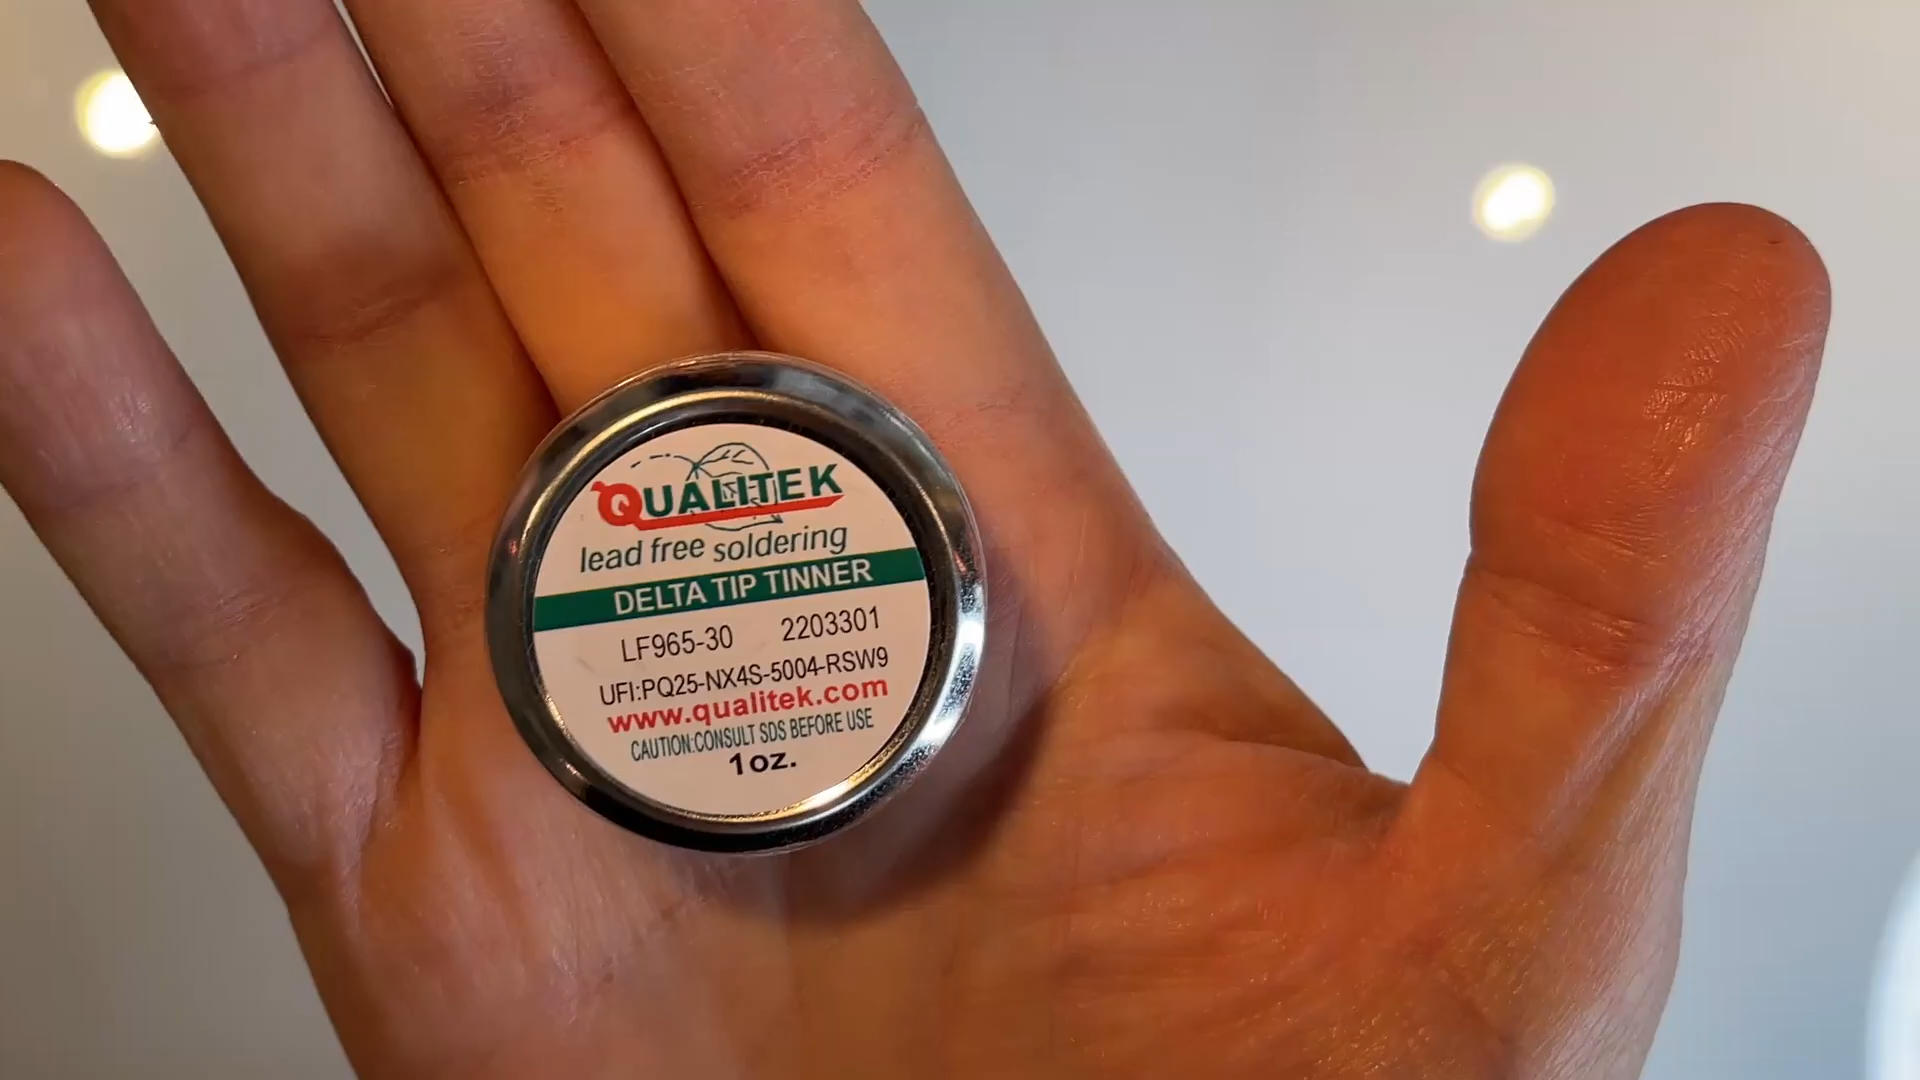 QUALITEK
lead free soldering
DELTA TIP TINNER
LF965-30 2203301
UFI:PQ25-NX4S-5004-RSW9
www.qualitek.com
CAUTION:CONSULT SDS BEFORE USE
1oz.